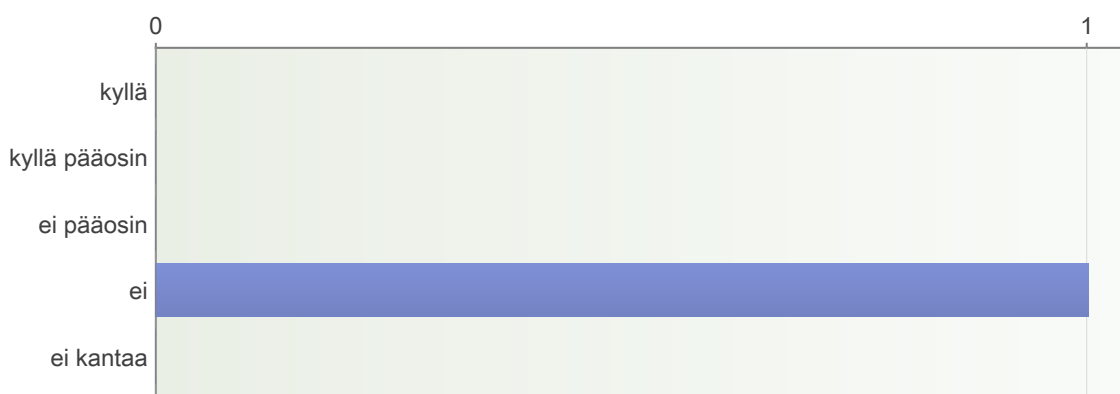 0 1
kyllä
kyllä pääosin
ei pääosin
ei
ei kantaa